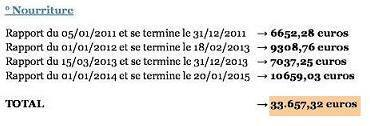 ° Nourriture
Rapport du 05/01/2011 et se termine le 31/12/2011 → 6652,28 euros
Rapport du 01/01/2012 et se termine le 18/02/2013 → 9308,76 euros
Rapport du 15/03/2013 et se termine le 31/12/2013 → 7037,25 euros
Rapport du 01/01/2014 et se termine le 20/01/2015 → 10659,03 euros
TOTAL → 33.657,32 euros